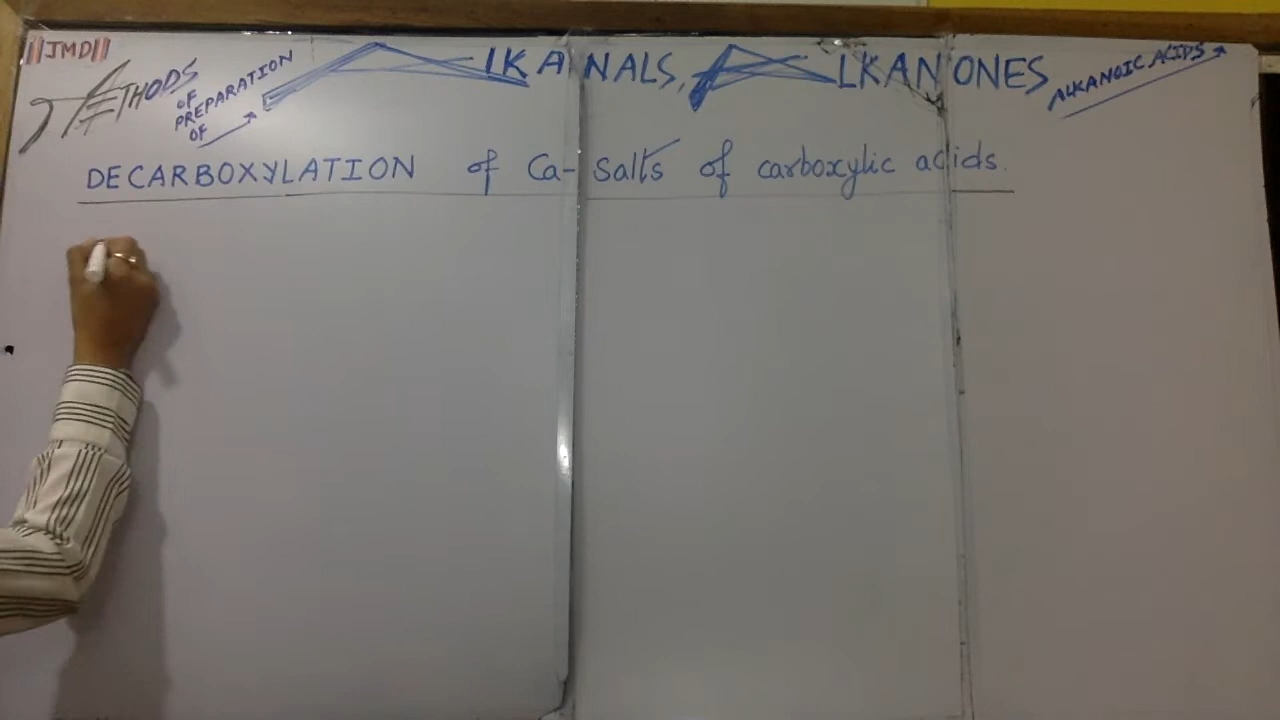 ||JMD||
METHODS OF PREPARATION OF ALKANALS, ALKANONES ALKANOIC ACIDS
DECARBOXYLATION of Ca- Salts of carboxylic acids.